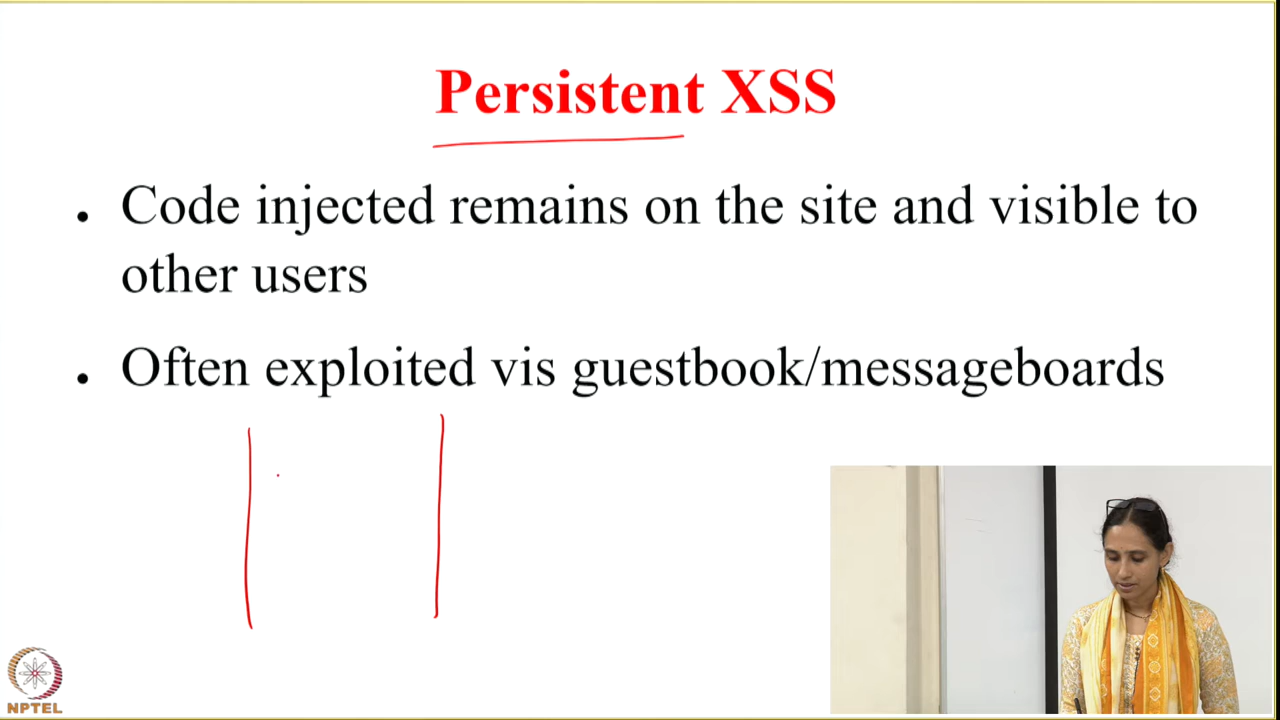 Persistent XSS
• Code injected remains on the site and visible to
other users
• Often exploited vis guestbook/messageboards
NPTEL